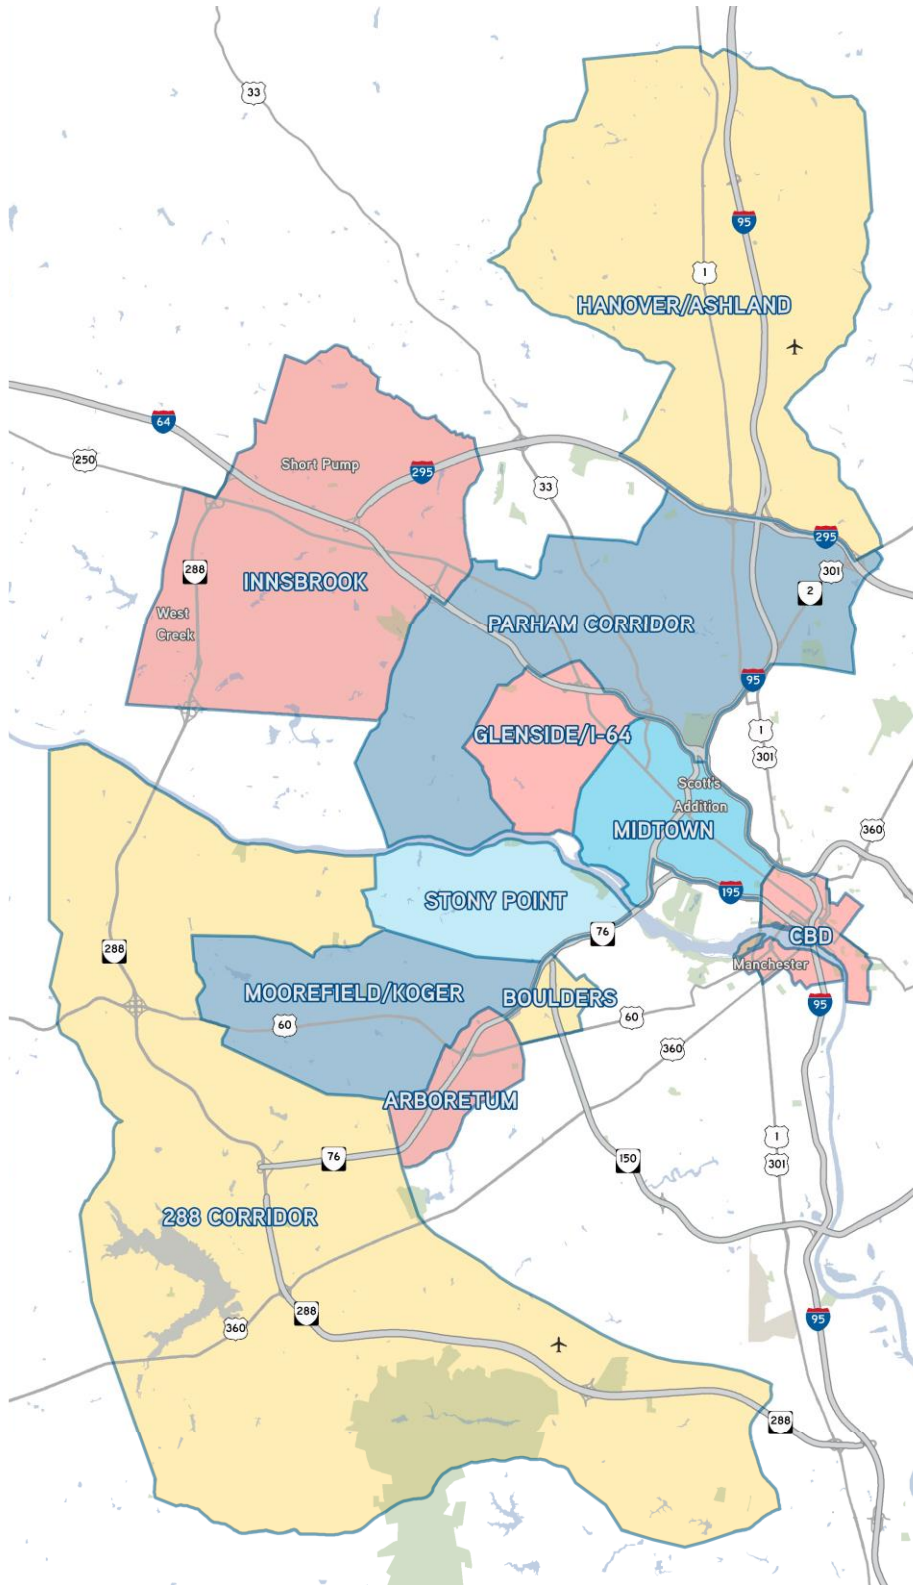 33
95
1
HANOVER/ASHLAND
64
250
Short Pump
295
33
295
288
INNSBROOK
301
2
West
Creek
PARHAM CORRIDOR
95
GLENSIDE/I-64
1
301
Scott's
Addition
MIDTOWN
360
STONY POINT
195
76
CBD
288
Manchester
MOOREFIELD/KOGER
BOULDERS
95
60
60
360
ARBORETUM
1
76
150
301
288 CORRIDOR
288
95
360
288